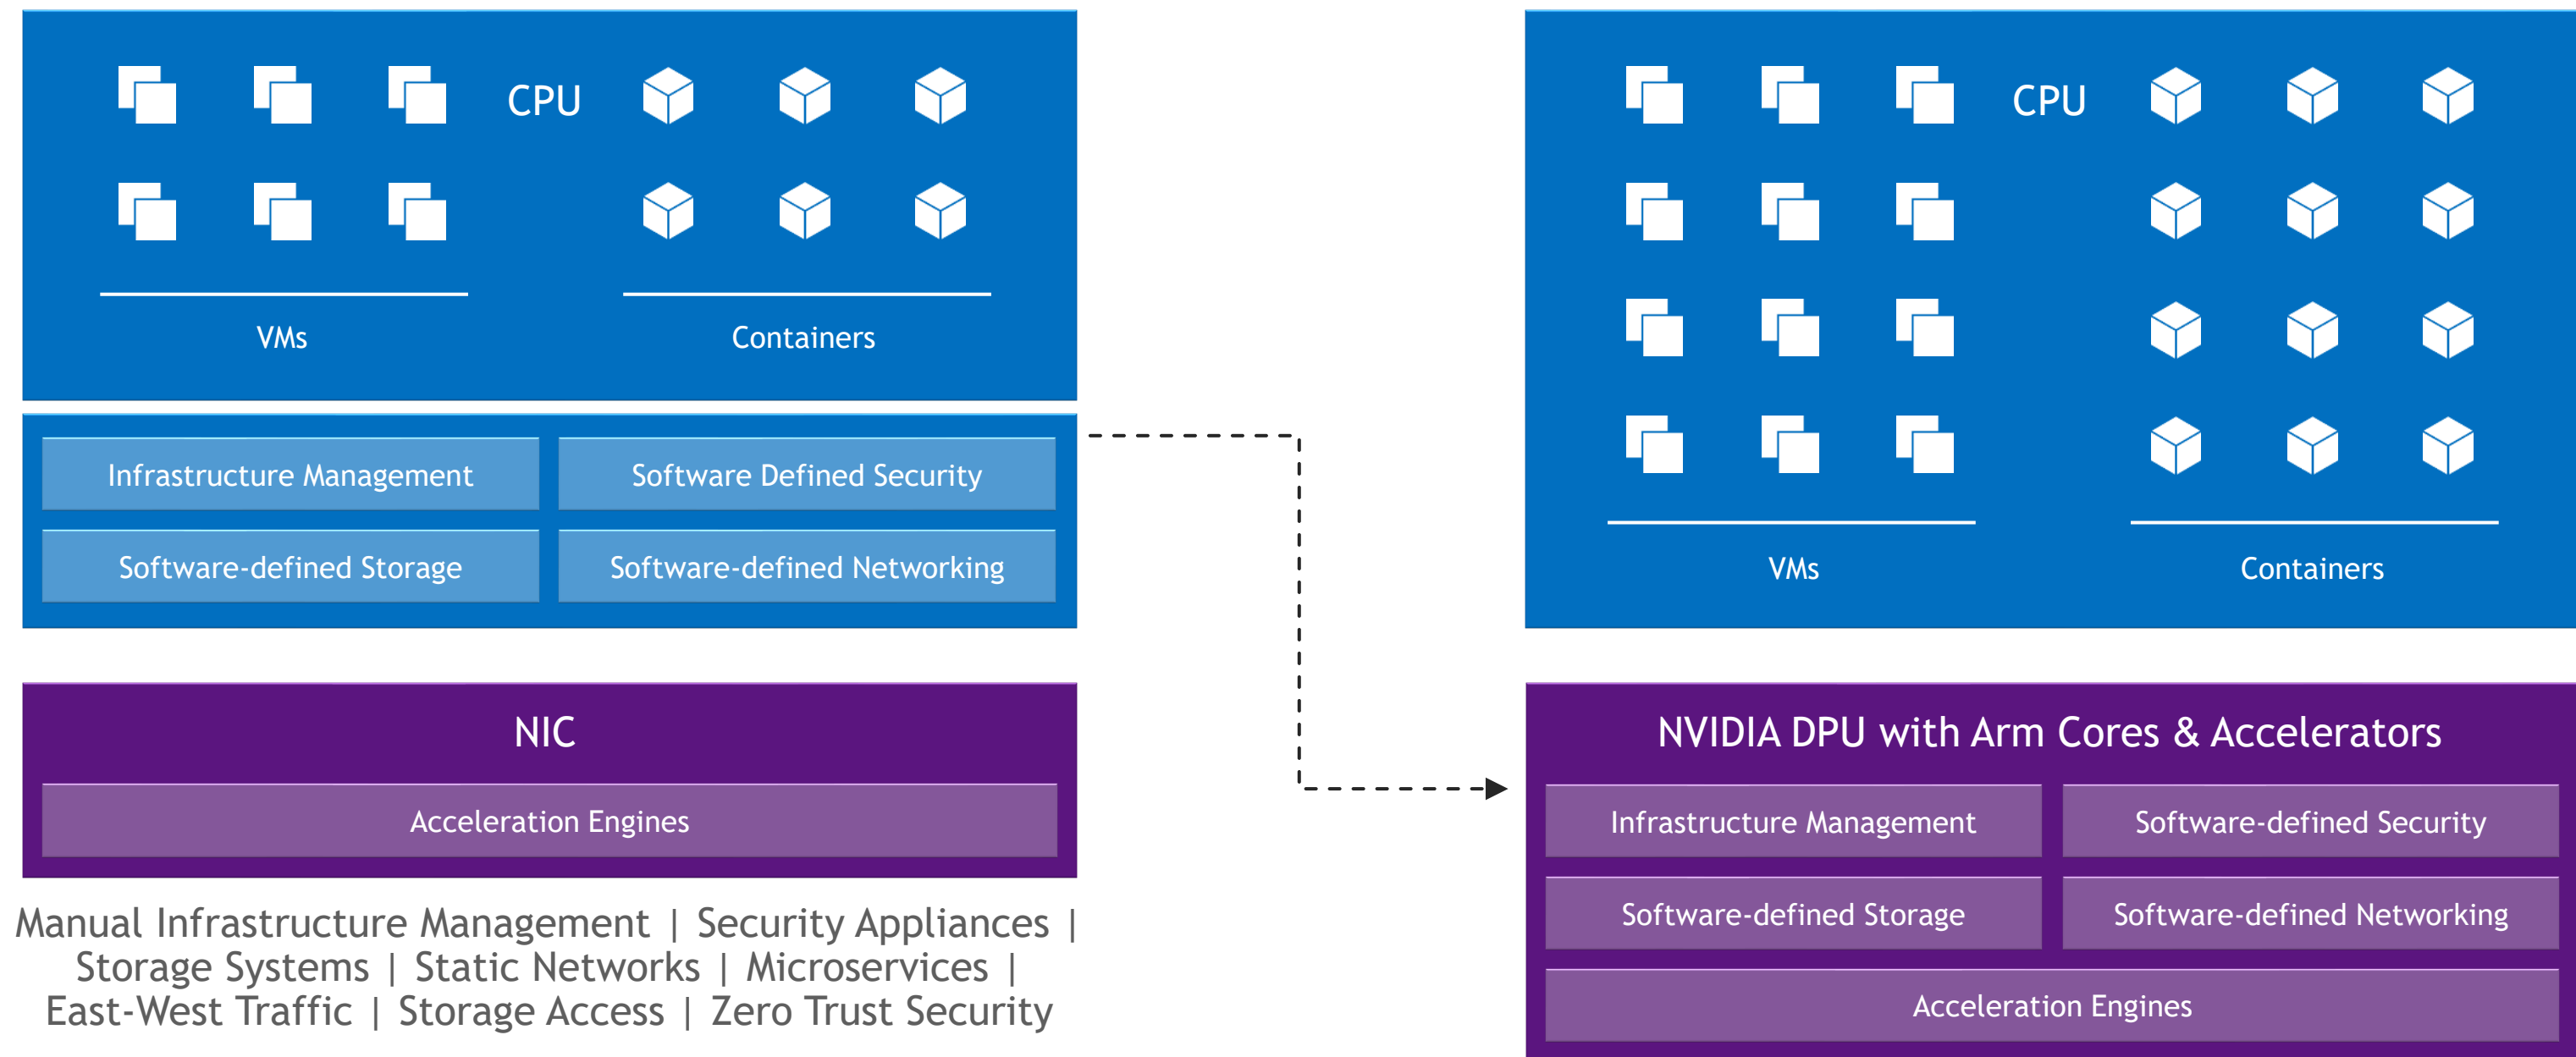 CPU
VMs
Containers
Infrastructure Management
Software Defined Security
Software-defined Storage
Software-defined Networking
NIC
Acceleration Engines
Manual Infrastructure Management | Security Appliances |
Storage Systems | Static Networks | Microservices |
East-West Traffic | Storage Access | Zero Trust Security
CPU
VMs
Containers
NVIDIA DPU with Arm Cores & Accelerators
Infrastructure Management
Software-defined Security
Software-defined Storage
Software-defined Networking
Acceleration Engines